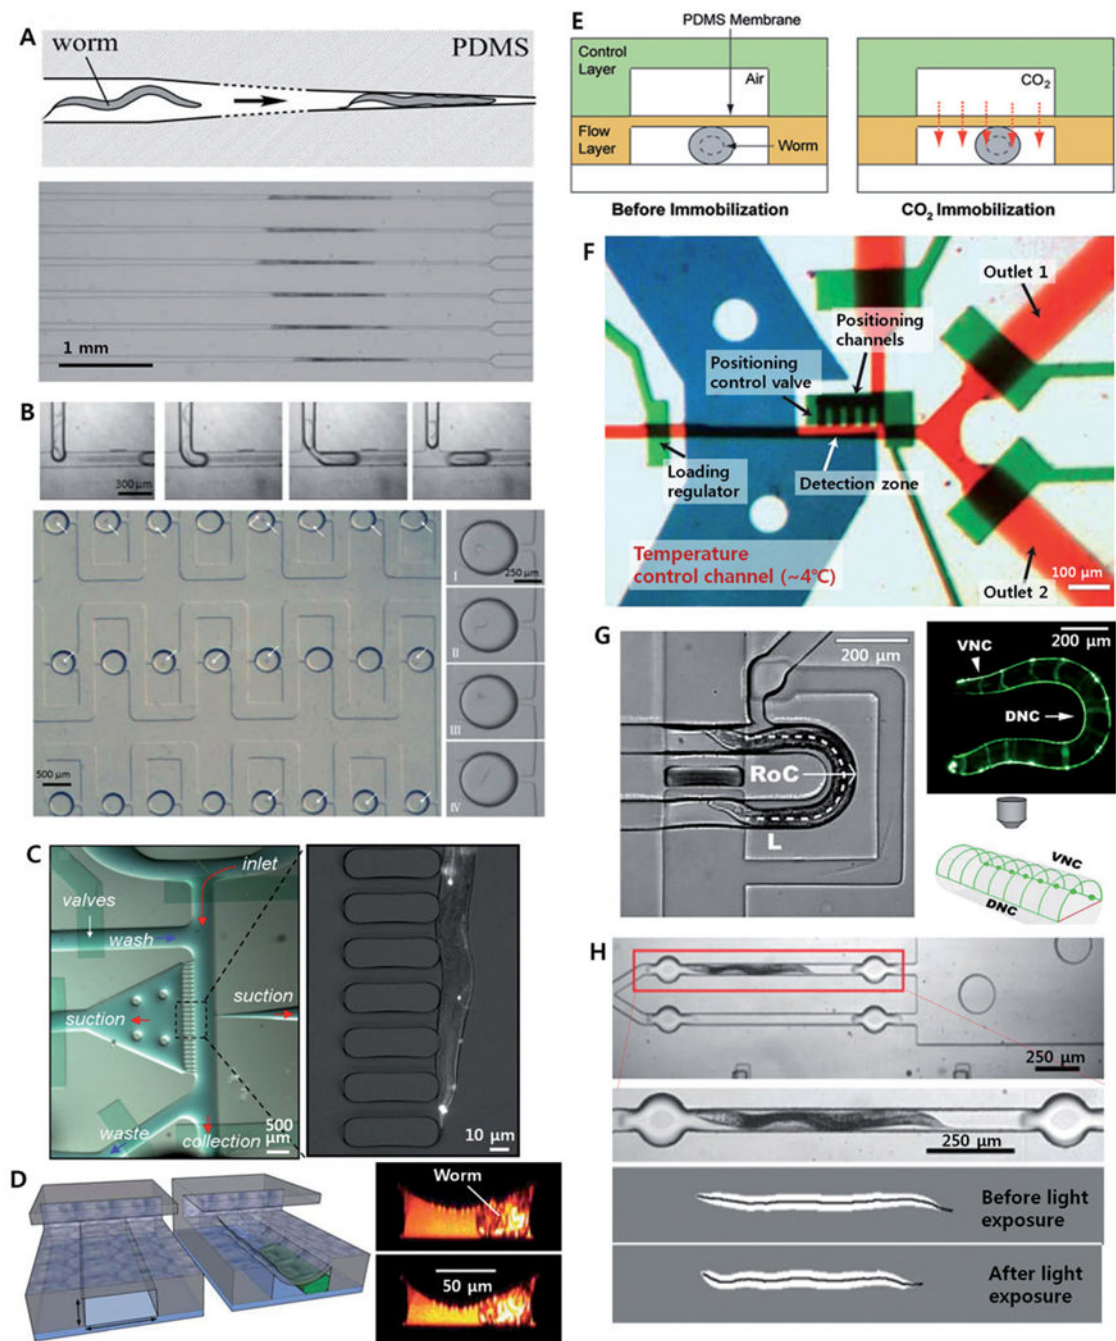 A
worm
PDMS
1 mm
B
300 µm
I
250 µm
II
III
500 µm
IV
C
inlet
valves
wash
suction
suction
500
µm
waste
collection
10 µm
D
Worm
50 µm
E
PDMS Membrane
Control
Layer
Air
CO₂
Flow
Layer
Worm
Before Immobilization
CO₂ Immobilization
F
Outlet 1
Positioning
channels
Positioning
control valve
Loading
regulator
Detection zone
Temperature
control channel (~4℃)
Outlet 2
100 µm
G
200 µm
RoC
L
200 µm
VNC
DNC
VNC
DNC
H
250 µm
250 µm
Before light
exposure
After light
exposure